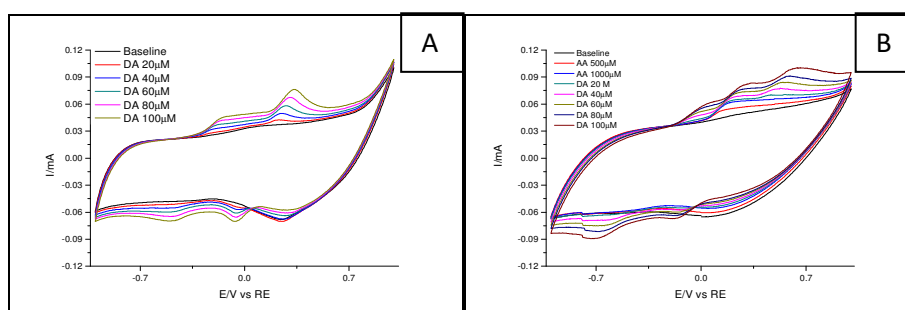 A
0.12
0.09
0.06
0.03
0.00
-0.03
-0.06
-0.09
-0.12
I/mA
Baseline
DA 20μM
DA 40μM
DA 60μM
DA 80μM
DA 100μM
-0.7
0.0
0.7
E/V vs RE
B
0.12
0.09
0.06
0.03
0.00
-0.03
-0.06
-0.09
-0.12
I/mA
Baseline
AA 500μM
AA 1000μM
DA 20 M
DA 40μM
DA 60μM
DA 80μM
DA 100μM
-0.7
0.0
0.7
E/V vs RE